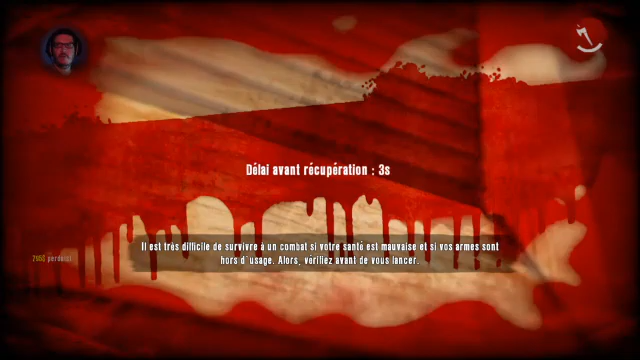 Délai avant récupération : 3s
Il est très difficile de survivre à un combat si votre santé est mauvaise et si vos armes sont
hors d'usage. Alors, vérifiez avant de vous lancer.